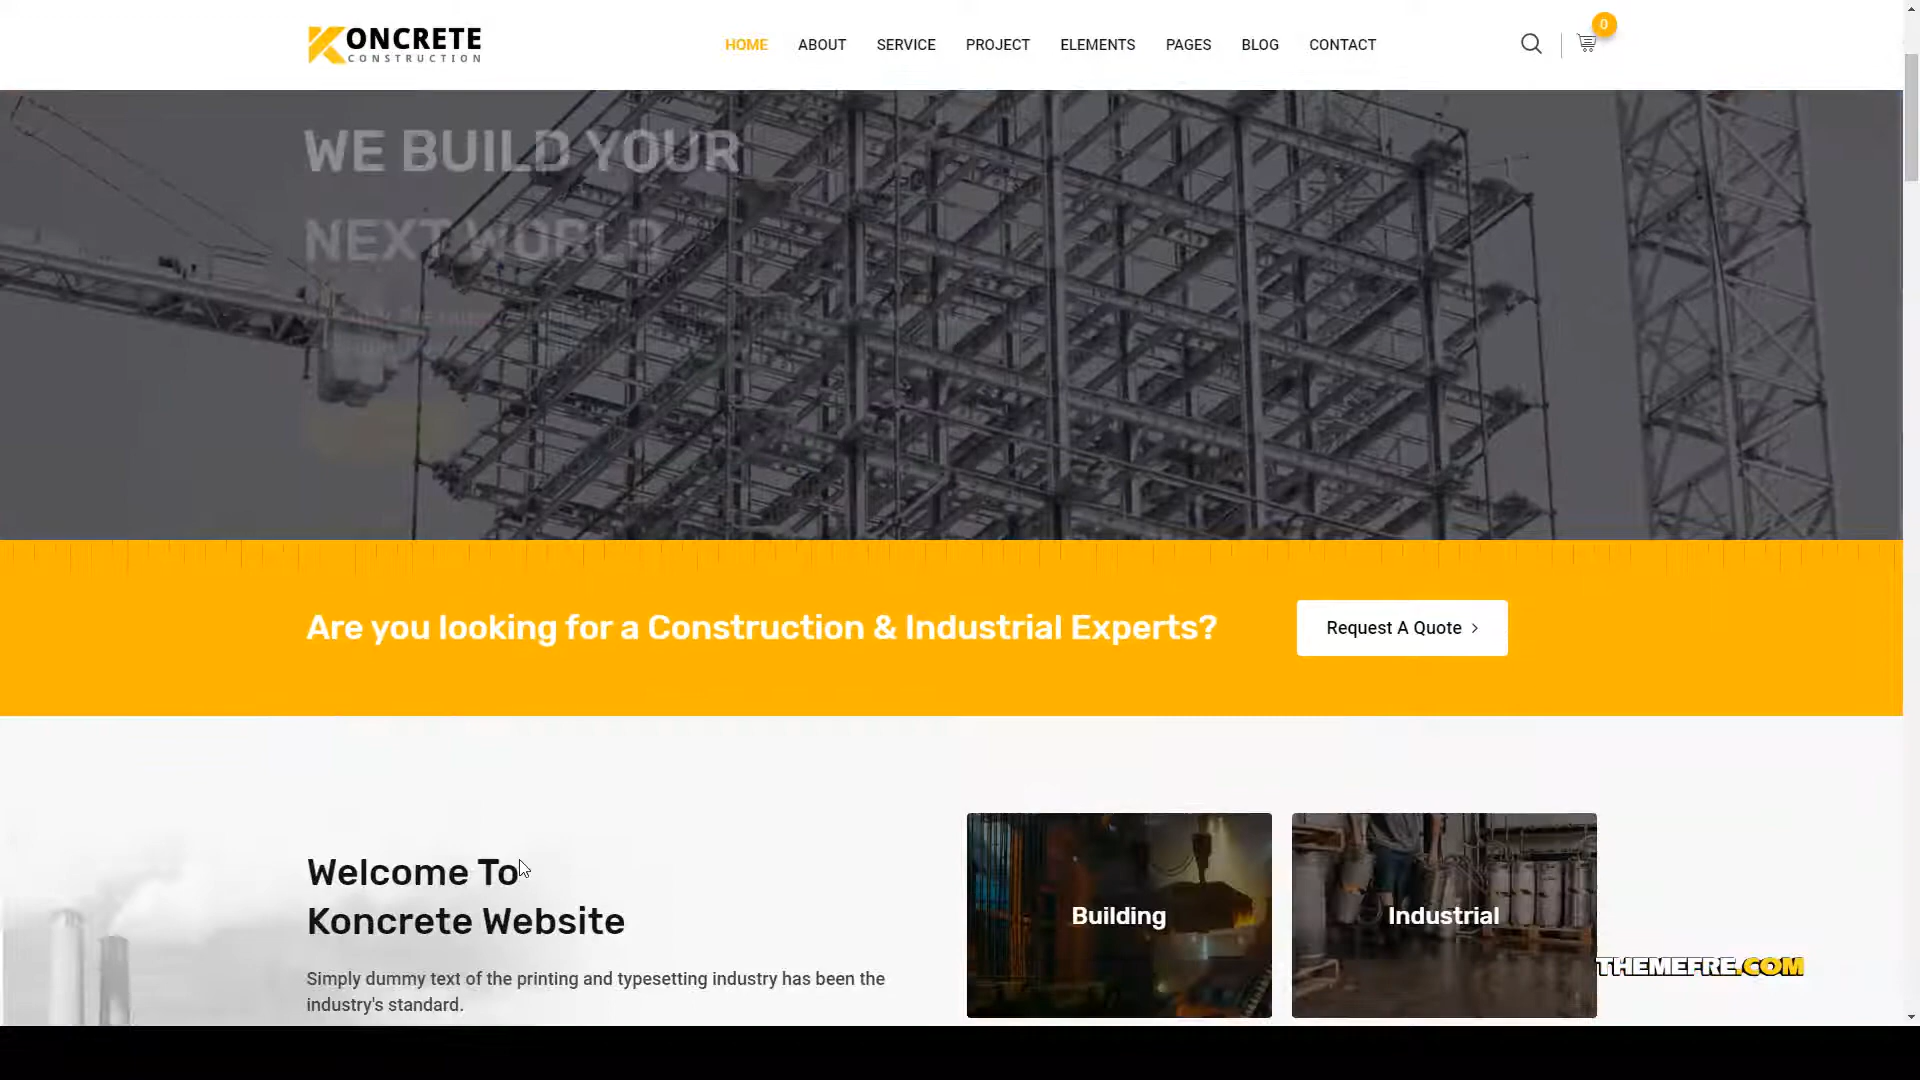 KONCRETE
CONSTRUCTION
HOME ABOUT SERVICE PROJECT ELEMENTS PAGES BLOG CONTACT
0
WE BUILD YOUR
NEXT WORLD
Are you looking for a Construction & Industrial Experts?
Request A Quote
Welcome To
Koncrete Website
Simply dummy text of the printing and typesetting industry has been the
industry's standard.
Building
Industrial
THEMEFRE.COM